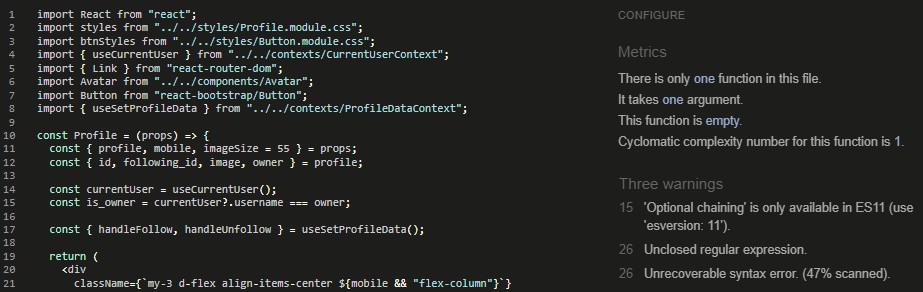 1 import React from "react";
2 import styles from "../../styles/Profile.module.css";
3 import btnStyles from "../../styles/Button.module.css";
4 import { useCurrentUser } from "../../contexts/CurrentUserContext";
5 import { Link } from "react-router-dom";
6 import Avatar from "../../components/Avatar";
7 import Button from "react-bootstrap/Button";
8 import { useSetProfileData } from "../../contexts/ProfileDataContext";
9
10 const Profile = (props) => {
11 const { profile, mobile, imageSize = 55 } = props;
12 const { id, following_id, image, owner } = profile;
13
14 const currentUser = useCurrentUser();
15 const is_owner = currentUser?.username === owner;
16
17 const { handleFollow, handleUnfollow } = useSetProfileData();
18
19 return (
20 <div
21 className={`my-3 d-flex align-items-center ${mobile && "flex-column"}`}
CONFIGURE
Metrics
There is only one function in this file.
It takes one argument.
This function is empty.
Cyclomatic complexity number for this function is 1.
Three warnings
15 'Optional chaining' is only available in ES11 (use
'esversion: 11').
26 Unclosed regular expression.
26 Unrecoverable syntax error. (47% scanned).